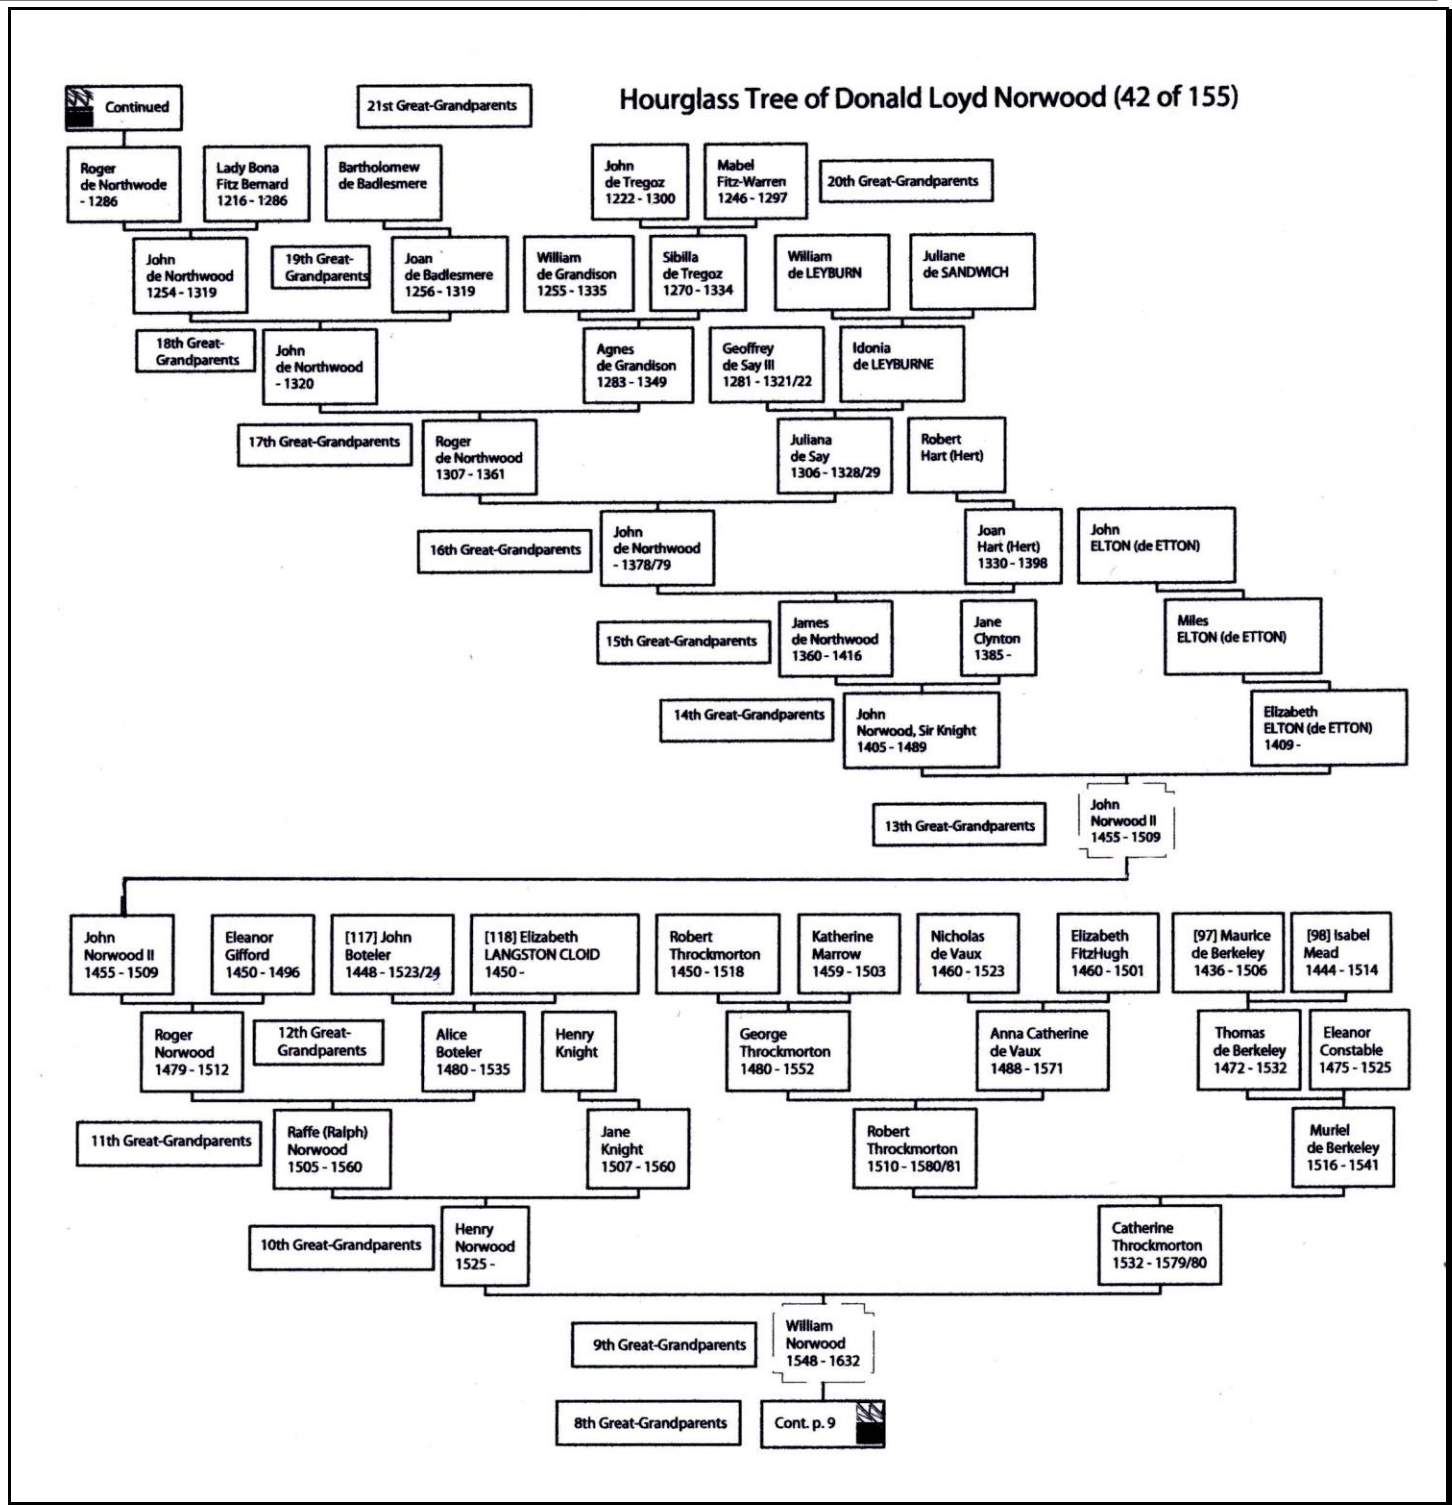 Continued
21st Great-Grandparents
Hourglass Tree of Donald Loyd Norwood (42 of 155)
Roger
de Northwode
- 1286
Lady Bona
Fitz Bernard
1216 - 1286
Bartholomew
de Badlesmere
John
de Tregoz
1222 - 1300
Mabel
Fitz-Warren
1246 - 1297
20th Great-Grandparents
John
de Northwood
1254 - 1319
19th Great-
Grandparents
Joan
de Badlesmere
1256 - 1319
William
de Grandison
1255 - 1335
Sibilla
de Tregoz
1270 - 1334
William
de LEYBURN
Juliane
de SANDWICH
18th Great-
Grandparents
John
de Northwood
- 1320
Agnes
de Grandison
1283 - 1349
Geoffrey
de Say III
1281 - 1321/22
Idonia
de LEYBURNE
17th Great-Grandparents
Roger
de Northwood
1307 - 1361
Juliana
de Say
1306 - 1328/29
Robert
Hart (Hert)
16th Great-Grandparents
John
de Northwood
- 1378/79
Joan
Hart (Hert)
1330 - 1398
John
ELTON (de ETTON)
15th Great-Grandparents
James
de Northwood
1360 - 1416
Jane
Clynton
1385 -
Miles
ELTON (de ETTON)
14th Great-Grandparents
John
Norwood, Sir Knight
1405 - 1489
Elizabeth
ELTON (de ETTON)
1409 -
13th Great-Grandparents
John
Norwood II
1455 - 1509
John
Norwood II
1455 - 1509
Eleanor
Gifford
1450 - 1496
[117] John
Boteler
1448 - 1523/24
[118] Elizabeth
LANGSTON CLOID
1450 -
Robert
Throckmorton
1450 - 1518
Katherine
Marrow
1459 - 1503
Nicholas
de Vaux
1460 - 1523
Elizabeth
FitzHugh
1460 - 1501
[97] Maurice
de Berkeley
1436 - 1506
[98] Isabel
Mead
1444 - 1514
Roger
Norwood
1479 - 1512
12th Great-
Grandparents
Alice
Boteler
1480 - 1535
Henry
Knight
George
Throckmorton
1480 - 1552
Anna Catherine
de Vaux
1488 - 1571
Thomas
de Berkeley
1472 - 1532
Eleanor
Constable
1475 - 1525
11th Great-Grandparents
Raffe (Ralph)
Norwood
1505 - 1560
Jane
Knight
1507 - 1560
Robert
Throckmorton
1510 - 1580/81
Muriel
de Berkeley
1516 - 1541
10th Great-Grandparents
Henry
Norwood
1525 -
Catherine
Throckmorton
1532 - 1579/80
9th Great-Grandparents
William
Norwood
1548 - 1632
8th Great-Grandparents
Cont. p. 9